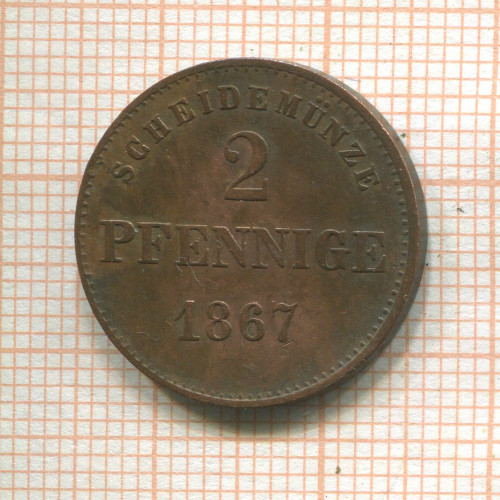 SCHEIDEMÜNZE
2
PFENNIGE
1867